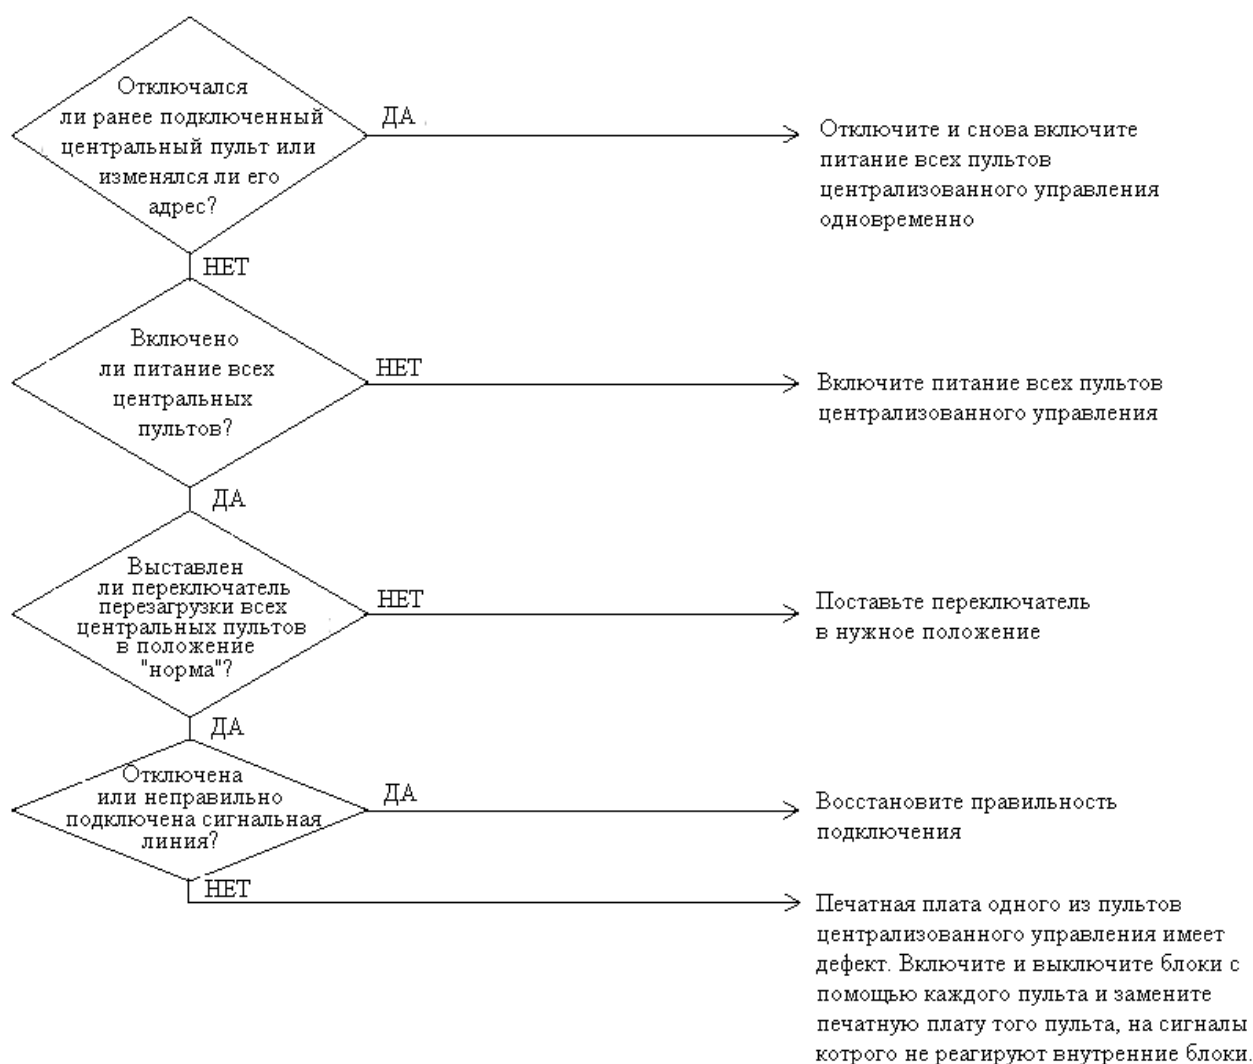 Отключался
ли ранее подключенный
центральный пульт или
изменялся ли его
адрес?
ДА
Отключите и снова включите
питание всех пультов
централизованного управления
одновременно
НЕТ
Включено
ли питание всех
центральных
пультов?
НЕТ
Включите питание всех пультов
централизованного управления
ДА
Выставлен
ли переключатель
перезагрузки всех
центральных пультов
в положение
"норма"?
НЕТ
Поставьте переключатель
в нужное положение
ДА
Отключена
или неправильно
подключена сигнальная
линия?
ДА
Восстановите правильность
подключения
НЕТ
Печатная плата одного из пультов
централизованного управления имеет
дефект. Включите и выключите блоки с
помощью каждого пульта и замените
печатную плату того пульта, на сигналы
котрого не реагируют внутренние блоки.